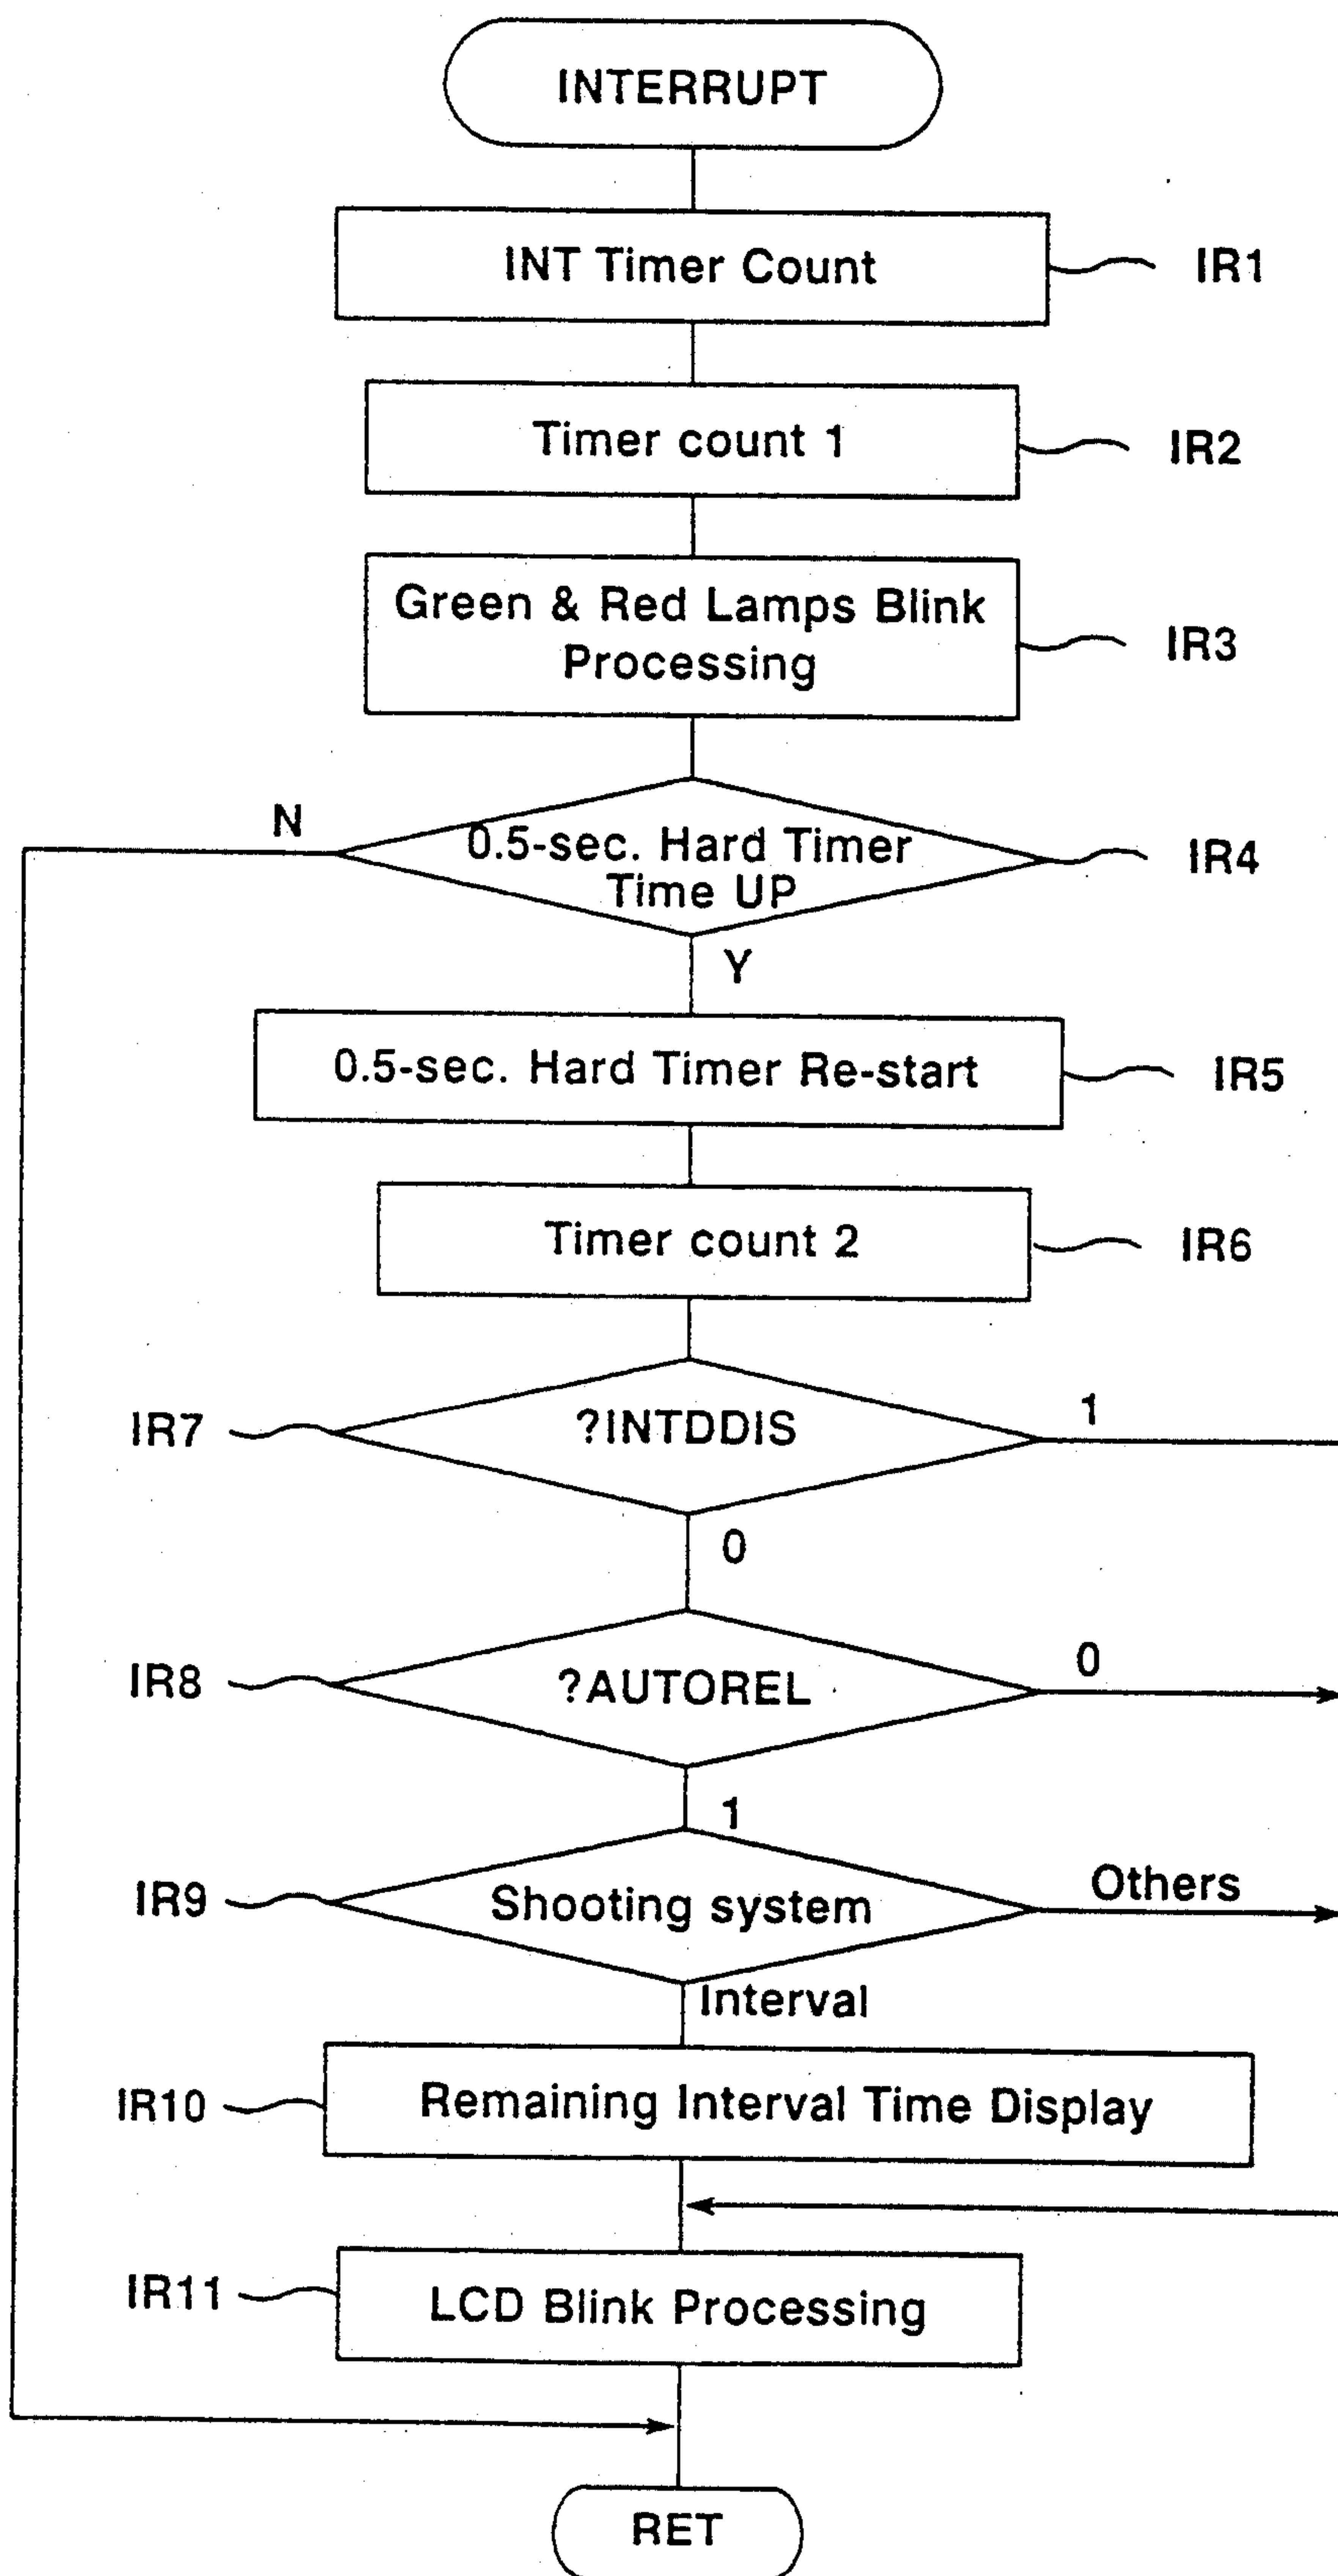 INTERRUPT
INT Timer Count
IR1
Timer count 1
IR2
Green & Red Lamps Blink
Processing
IR3
N
0.5-sec. Hard Timer
Time UP
IR4
Y
0.5-sec. Hard Timer Re-start
IR5
Timer count 2
IR6
IR7
?INTDDIS
1
0
IR8
?AUTOREL
0
1
IR9
Shooting system
Others
Interval
IR10
Remaining Interval Time Display
IR11
LCD Blink Processing
RET